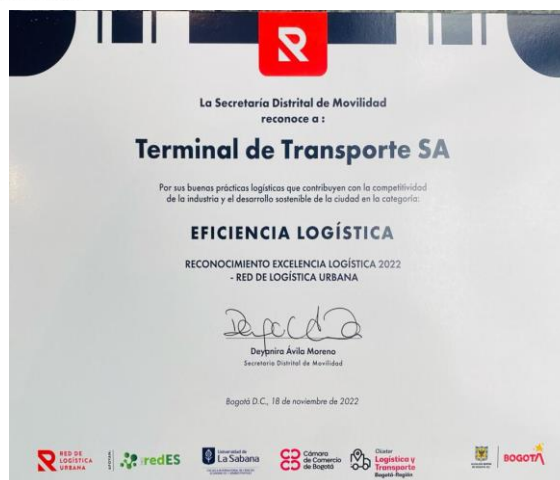 R
La Secretaría Distrital de Movilidad
reconoce a :
Terminal de Transporte SA
Por sus buenas prácticas logísticas que contribuyen con la competitividad
de la industria y el desarrollo sostenible de la ciudad en la categoría:
EFICIENCIA LOGÍSTICA
RECONOCIMIENTO EXCELENCIA LOGÍSTICA 2022
- RED DE LOGÍSTICA URBANA
Deyanira Ávila Moreno
Secretaria Distrital de Movilidad
Bogotá D.C., 18 de noviembre de 2022
RED DE
LOGÍSTICA
URBANA
redES
Universidad de
La Sabana
Cámara
de Comercio
de Bogotá
Clúster
Logística y
Transporte
Bogotá-Región
BOGOTÁ